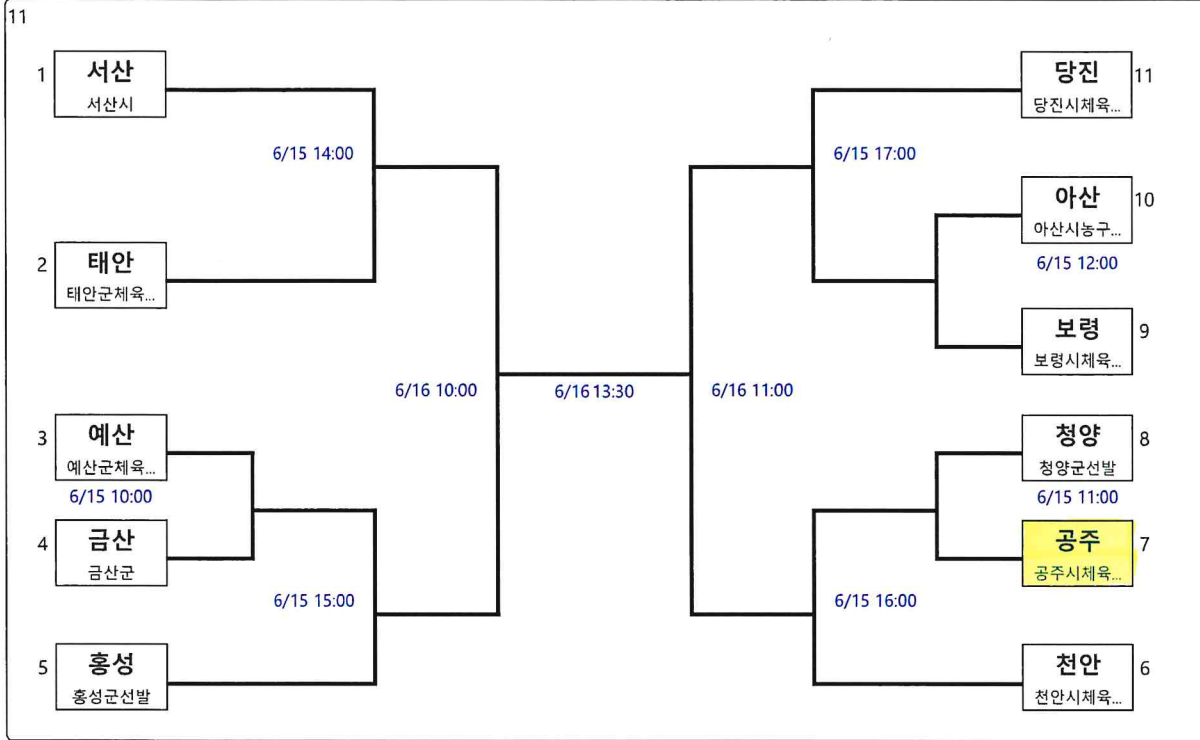 11
1
서산
서산시
6/15 14:00
2
태안
태안군체육...
6/16 10:00
3
예산
예산군체육...
6/15 10:00
4
금산
금산군
6/15 15:00
5
홍성
홍성군선발
6/16 13:30
당진
당진시체육...
11
6/15 17:00
아산
아산시농구...
10
6/15 12:00
보령
보령시체육...
9
6/16 11:00
청양
청양군선발
8
6/15 11:00
공주
공주시체육...
7
6/15 16:00
천안
천안시체육...
6